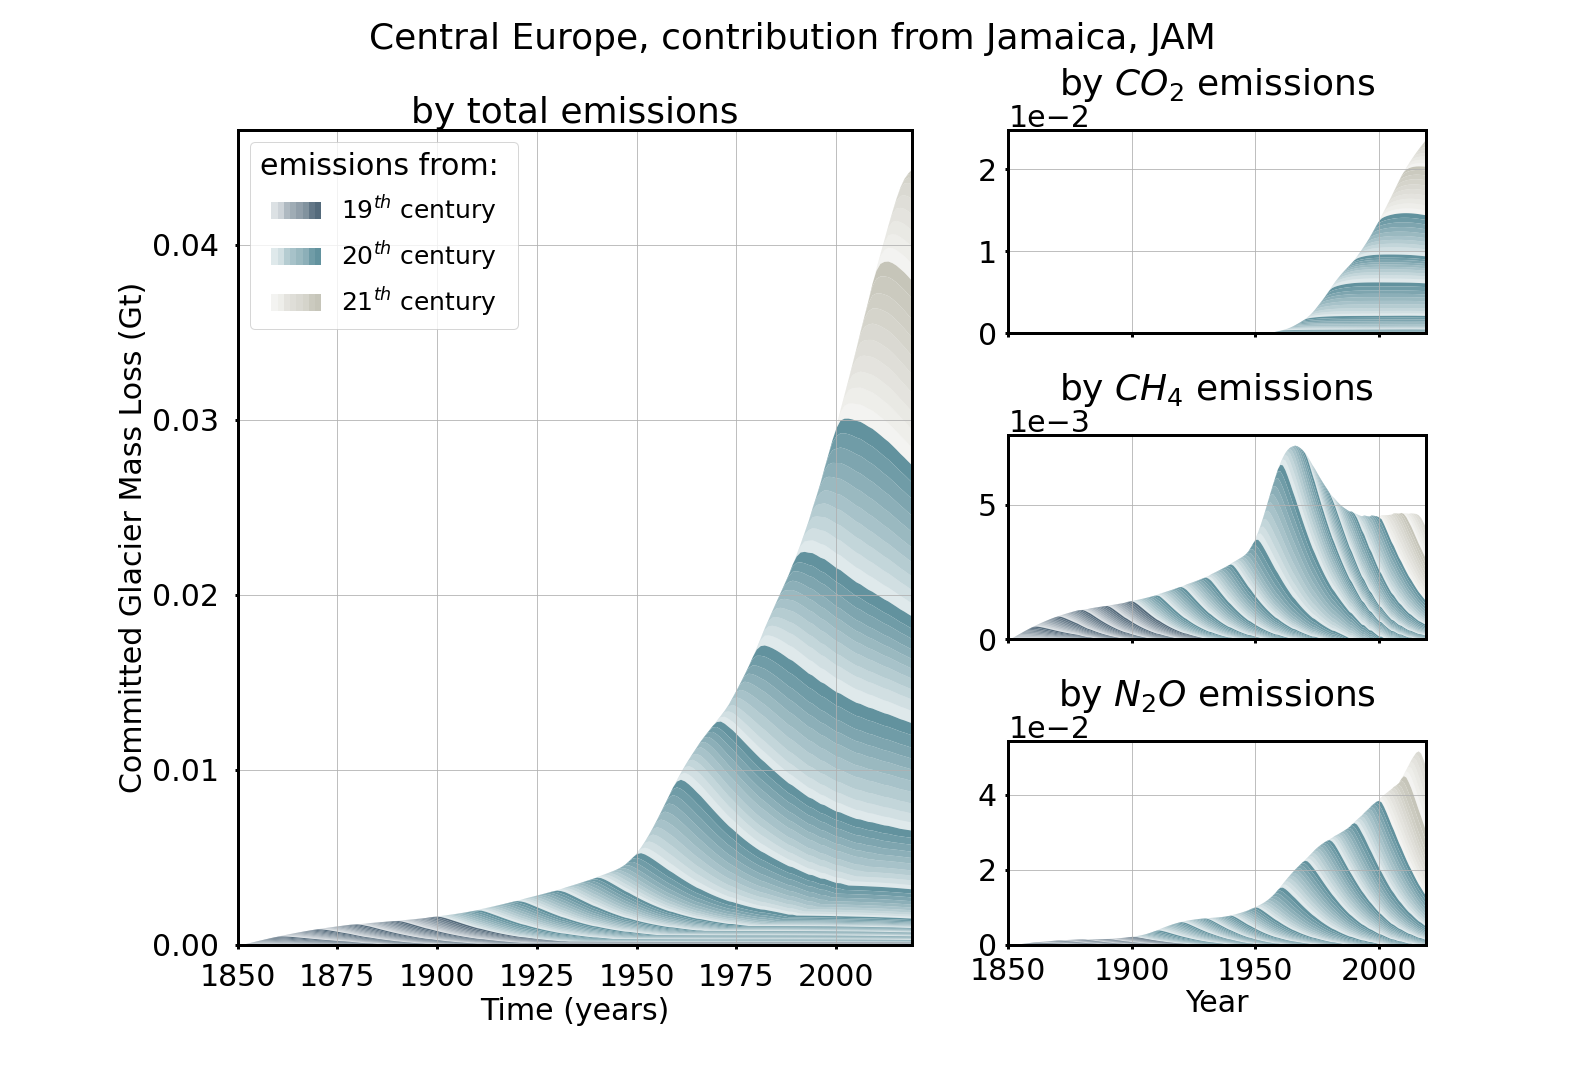 Central Europe, contribution from Jamaica, JAM
by total emissions
emissions from:
19th century
20th century
21th century
Committed Glacier Mass Loss (Gt)
0.04
0.03
0.02
0.01
0.00
1850 1875 1900 1925 1950 1975 2000
Time (years)
by CO2 emissions
1e−2
2
1
0
by CH4 emissions
1e−3
5
0
by N2O emissions
1e−2
4
2
0
1850 1900 1950 2000
Year